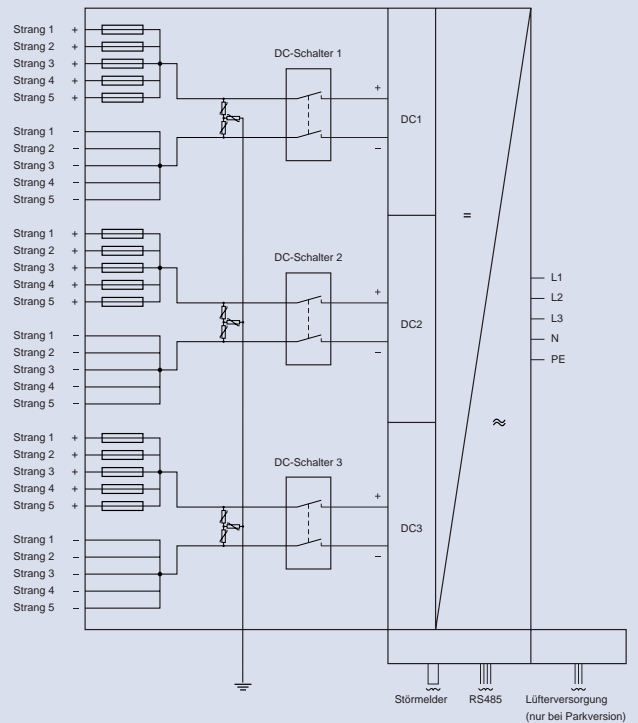 Strang 1 +
Strang 2 +
Strang 3 +
Strang 4 +
Strang 5 +
Strang 1 –
Strang 2 –
Strang 3 –
Strang 4 –
Strang 5 –
DC-Schalter 1
+
–
DC1
Strang 1 +
Strang 2 +
Strang 3 +
Strang 4 +
Strang 5 +
Strang 1 –
Strang 2 –
Strang 3 –
Strang 4 –
Strang 5 –
DC-Schalter 2
+
–
DC2
Strang 1 +
Strang 2 +
Strang 3 +
Strang 4 +
Strang 5 +
Strang 1 –
Strang 2 –
Strang 3 –
Strang 4 –
Strang 5 –
DC-Schalter 3
+
–
DC3
=
≈
L1
L2
L3
N
PE
Störmelder
RS485
Lüfterversorgung
(nur bei Parkversion)